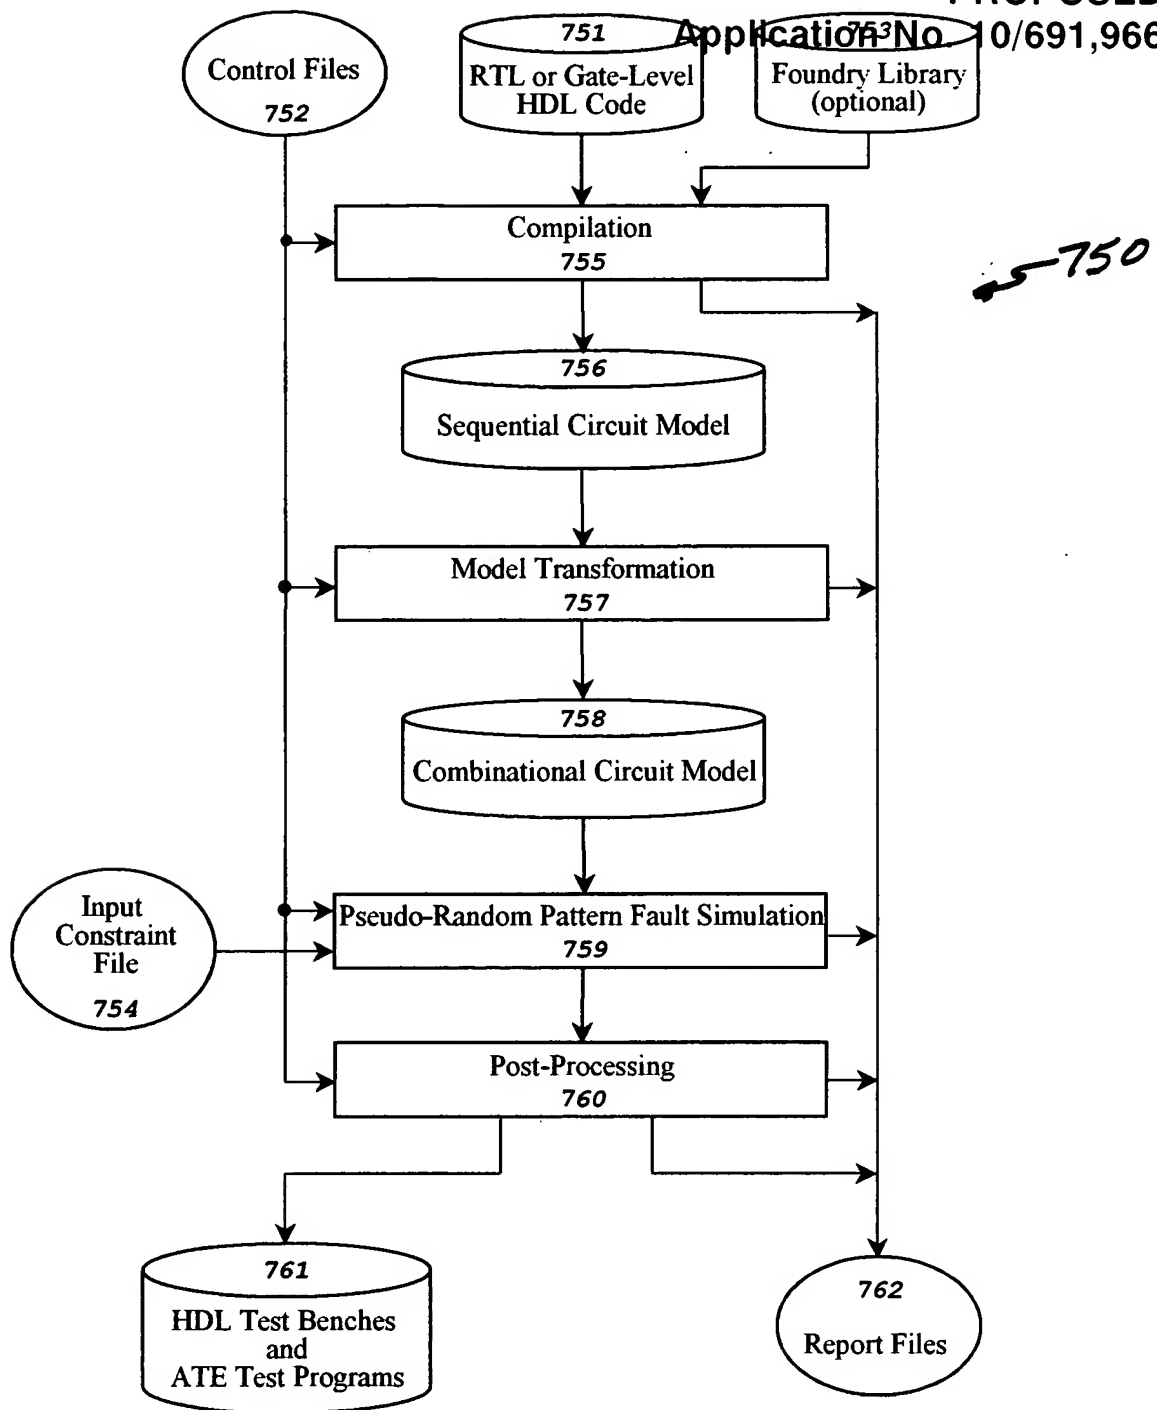 PROPOSED
Application No. 10/691,966
Control Files
752
751
RTL or Gate-Level
HDL Code
753
Foundry Library
(optional)
Compilation
755
750
756
Sequential Circuit Model
Model Transformation
757
758
Combinational Circuit Model
Input
Constraint
File
754
Pseudo-Random Pattern Fault Simulation
759
Post-Processing
760
761
HDL Test Benches
and
ATE Test Programs
762
Report Files